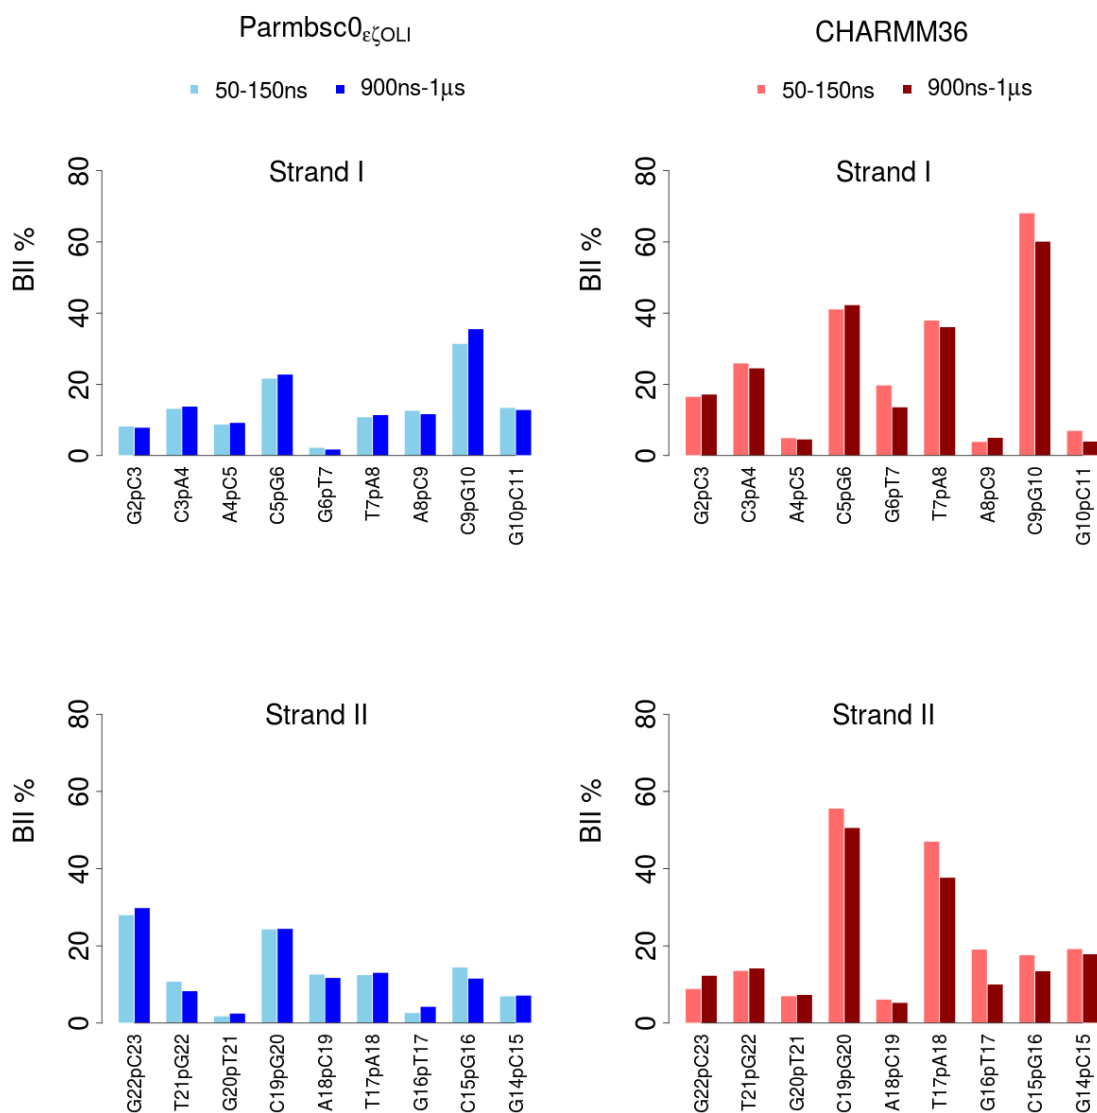 Parmbsc0εζOLI
CHARMM36
50-150ns 900ns-1μs
50-150ns 900ns-1μs
Strand I
BII %
80
60
40
20
0
G2pC3 C3pA4 A4pC5 C5pG6 G6pT7 T7pA8 A8pC9 C9pG10 G10pC11
Strand I
BII %
80
60
40
20
0
G2pC3 C3pA4 A4pC5 C5pG6 G6pT7 T7pA8 A8pC9 C9pG10 G10pC11
Strand II
BII %
80
60
40
20
0
G22pC23 T21pG22 G20pT21 C19pG20 A18pC19 T17pA18 G16pT17 C15pG16 G14pC15
Strand II
BII %
80
60
40
20
0
G22pC23 T21pG22 G20pT21 C19pG20 A18pC19 T17pA18 G16pT17 C15pG16 G14pC15